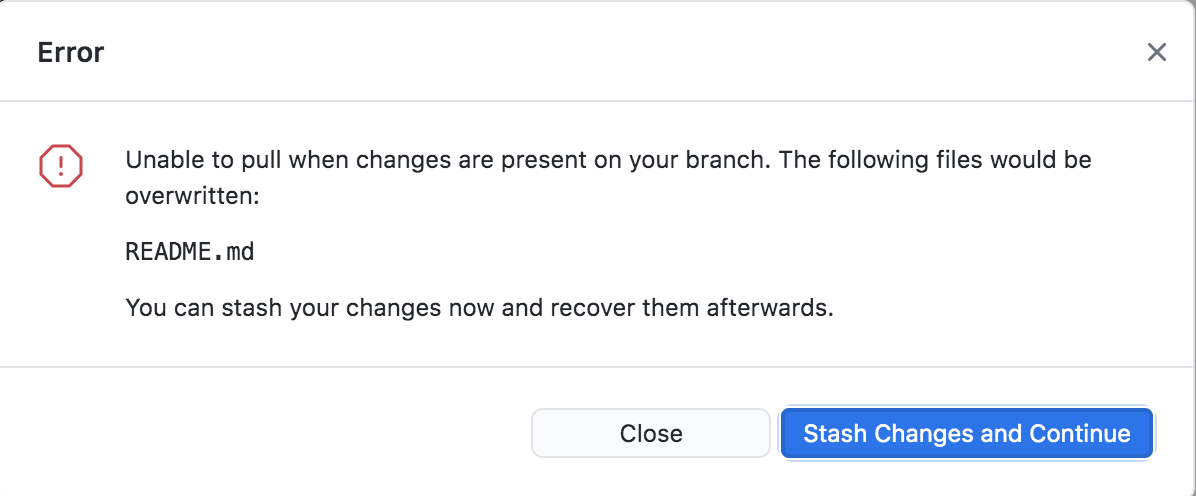 Error
Unable to pull when changes are present on your branch. The following files would be
overwritten:
README.md
You can stash your changes now and recover them afterwards.
Close
Stash Changes and Continue